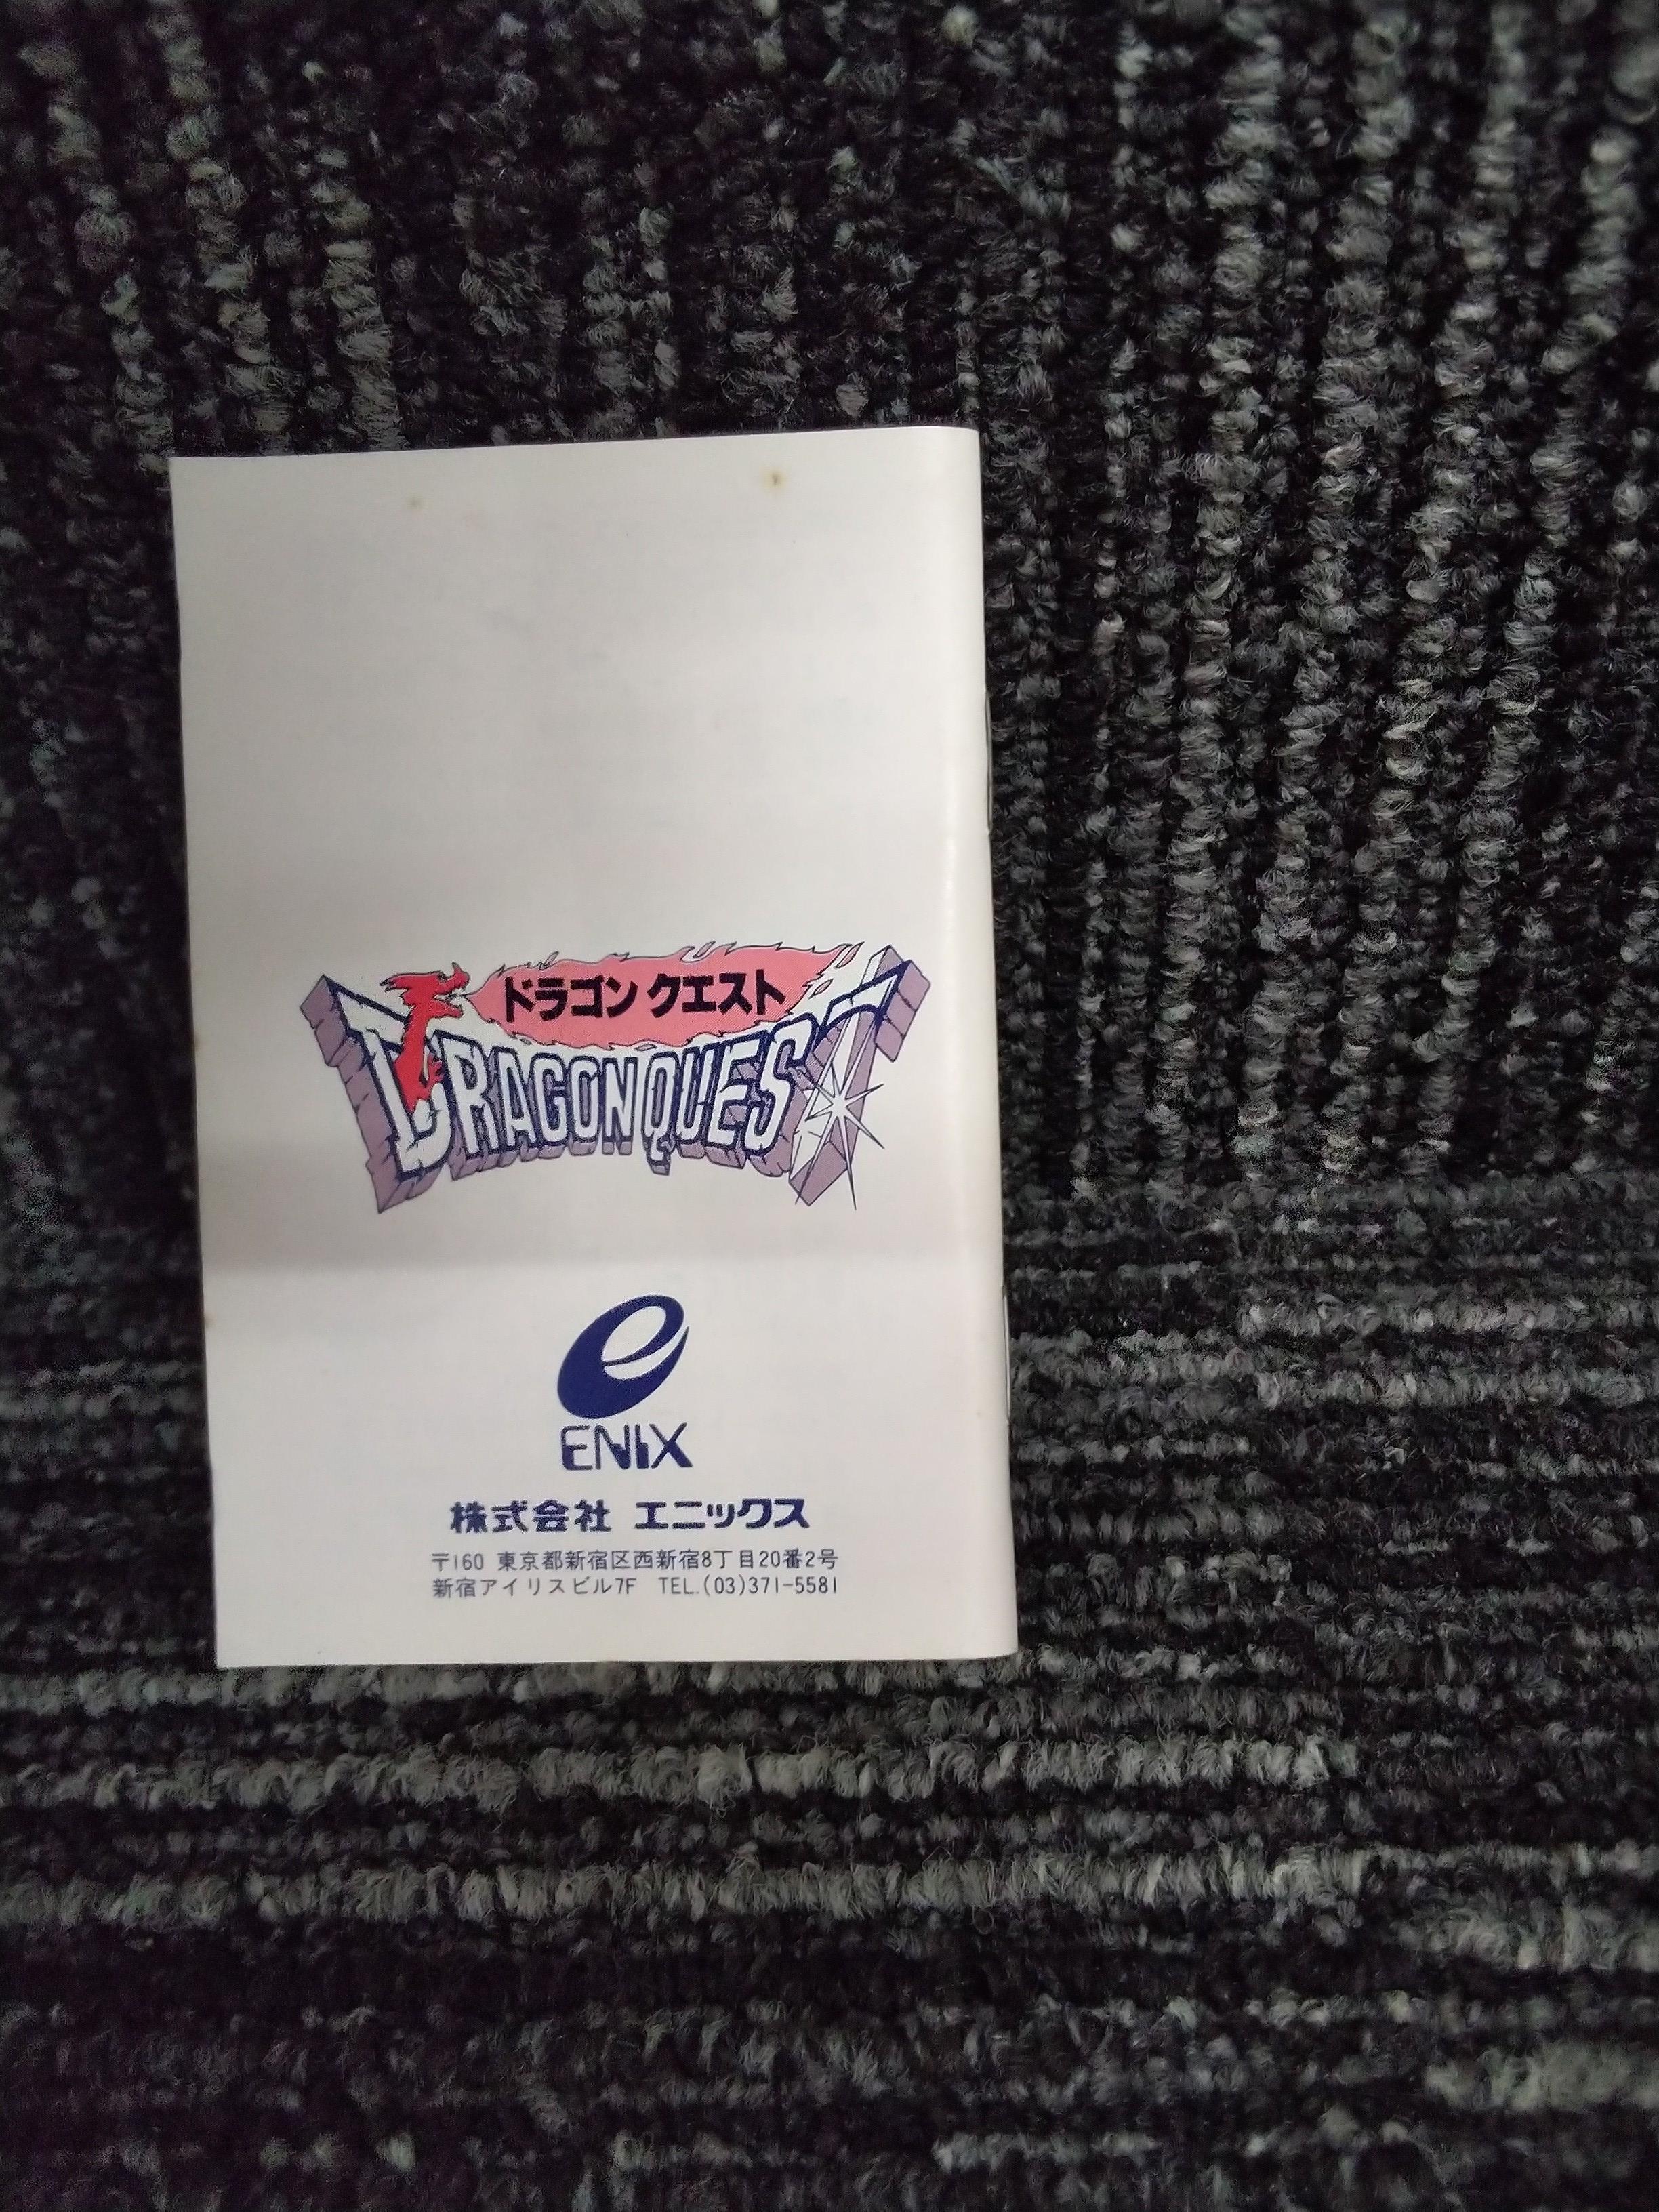 ドラゴンクエスト
DRAGON QUEST
e
ENIX
株式会社 エニックス
〒160 東京都新宿区西新宿8丁目20番2号
新宿アイリスビル7F TEL.(03)371-5581